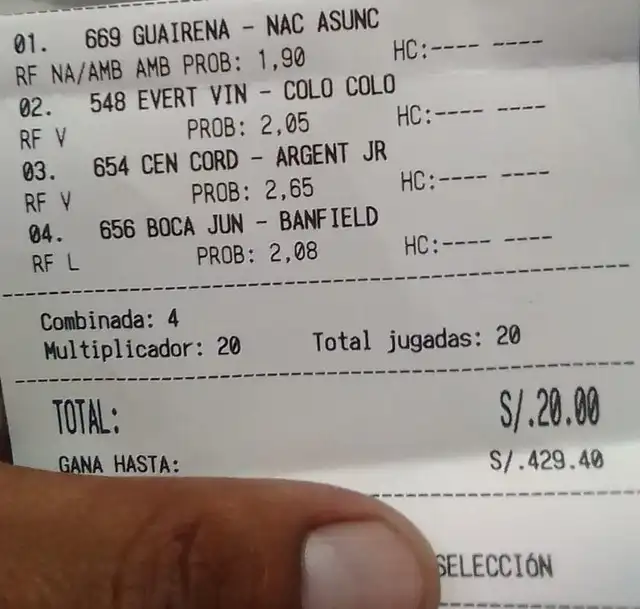 01. 669 GUAIRENA - NAC ASUNC
RF NA/AMB AMB PROB: 1,90 HC:---- ----
02. 548 EVERT VIN - COLO COLO
RF V PROB: 2,05 HC:---- ----
03. 654 CEN CORD - ARGENT JR
RF V PROB: 2,65 HC:---- ----
04. 656 BOCA JUN - BANFIELD
RF L PROB: 2,08 HC:---- ----
Combinada: 4
Multiplicador: 20 Total jugadas: 20
TOTAL: S/.20.00
GANA HASTA: S/.429.40
SELECCIÓN